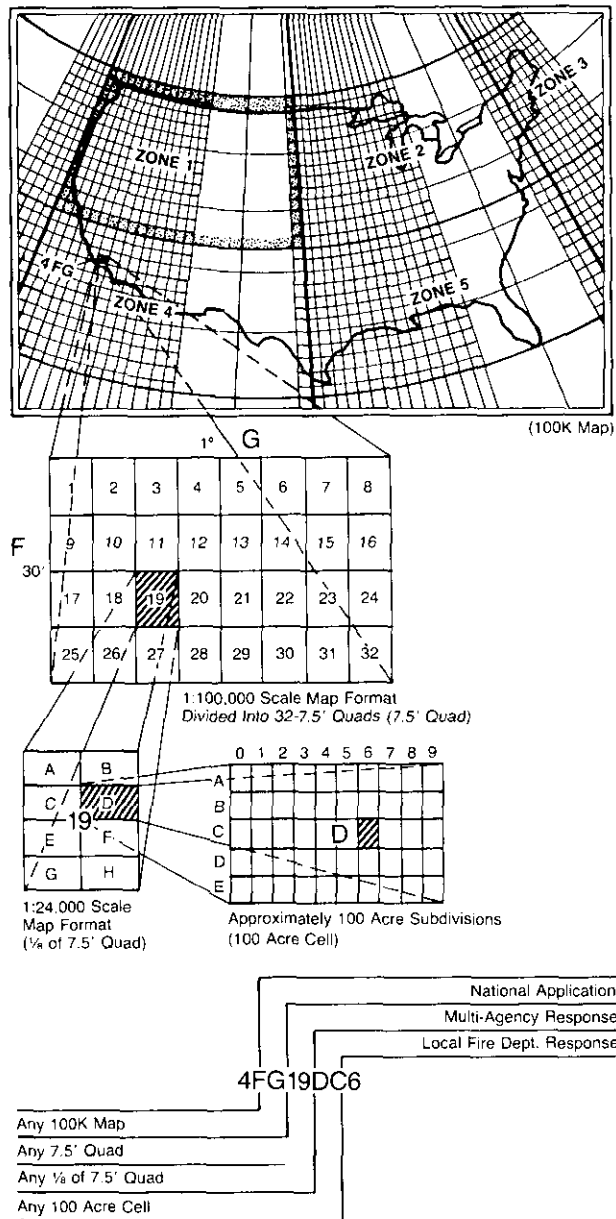 ZONE 3
ZONE 1
ZONE 2
4 FG
ZONE 4
ZONE 5
(100K Map)
1° G
1 2 3 4 5 6 7 8
F
9 10 11 12 13 14 15 16
30'
17 18 19 20 21 22 23 24
25 26 27 28 29 30 31 32
1:100,000 Scale Map Format
Divided Into 32-7.5' Quads (7.5' Quad)
A B
C D
19
E F
G H
1:24,000 Scale
Map Format
(⅛ of 7.5' Quad)
0 1 2 3 4 5 6 7 8 9
A
B
C D
D
E
Approximately 100 Acre Subdivisions
(100 Acre Cell)
National Application
Multi-Agency Response
Local Fire Dept. Response
4FG19DC6
Any 100K Map
Any 7.5' Quad
Any ⅛ of 7.5' Quad
Any 100 Acre Cell